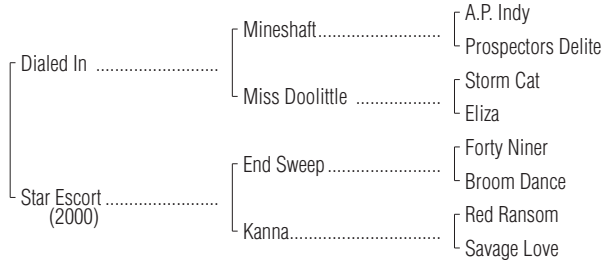 A.P. Indy
Mineshaft
Prospectors Delite
Dialed In
Storm Cat
Miss Doolittle
Eliza
Forty Niner
End Sweep
Broom Dance
Star Escort
(2000)
Red Ransom
Kanna
Savage Love